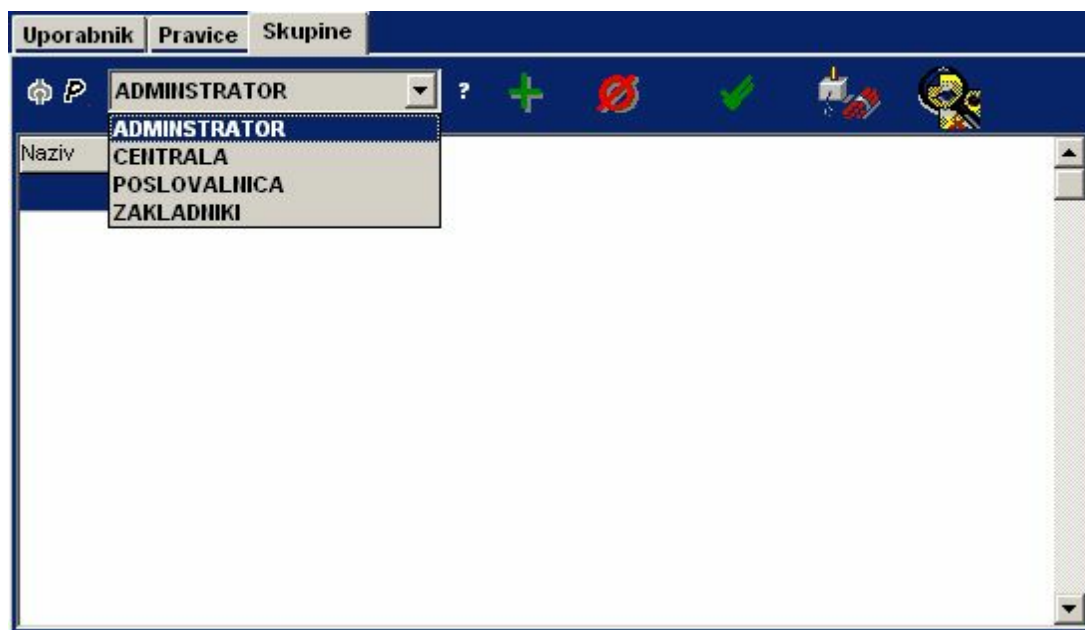 Uporabnik Pravice Skupine
P ADMINSTRATOR ?
ADMINSTRATOR
Naziv CENTRALA
POSLOVALNICA
ZAKLADNIKI